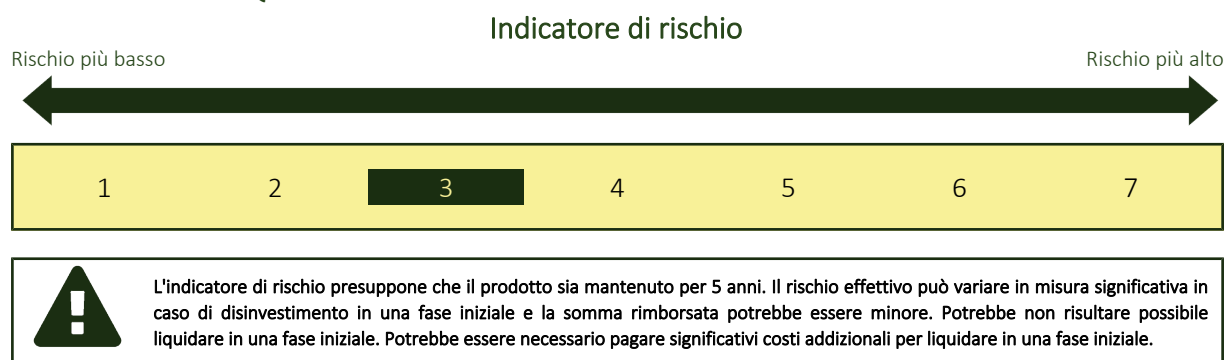 Indicatore di rischio
Rischio più basso
Rischio più alto
1 2 3 4 5 6 7
L'indicatore di rischio presuppone che il prodotto sia mantenuto per 5 anni. Il rischio effettivo può variare in misura significativa in
caso di disinvestimento in una fase iniziale e la somma rimborsata potrebbe essere minore. Potrebbe non risultare possibile
liquidare in una fase iniziale. Potrebbe essere necessario pagare significativi costi addizionali per liquidare in una fase iniziale.